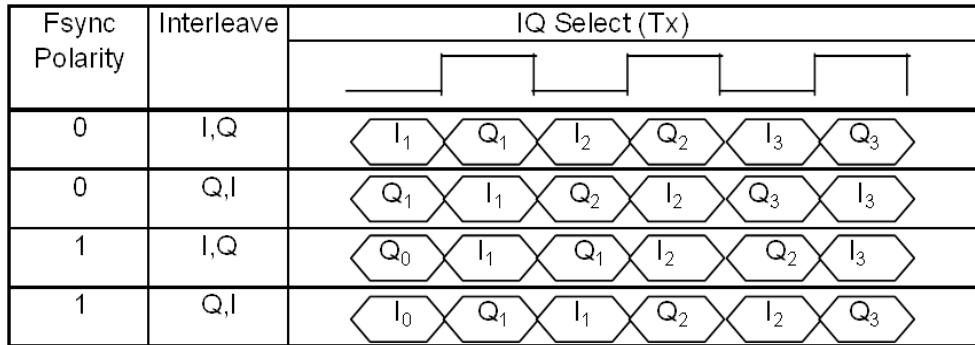 Fsync Polarity Interleave IQ Select (Tx)
0 I,Q I₁ Q₁ I₂ Q₂ I₃ Q₃
0 Q,I Q₁ I₁ Q₂ I₂ Q₃ I₃
1 I,Q Q₀ I₁ Q₁ I₂ Q₂ I₃
1 Q,I I₀ Q₁ I₁ Q₂ I₂ Q₃